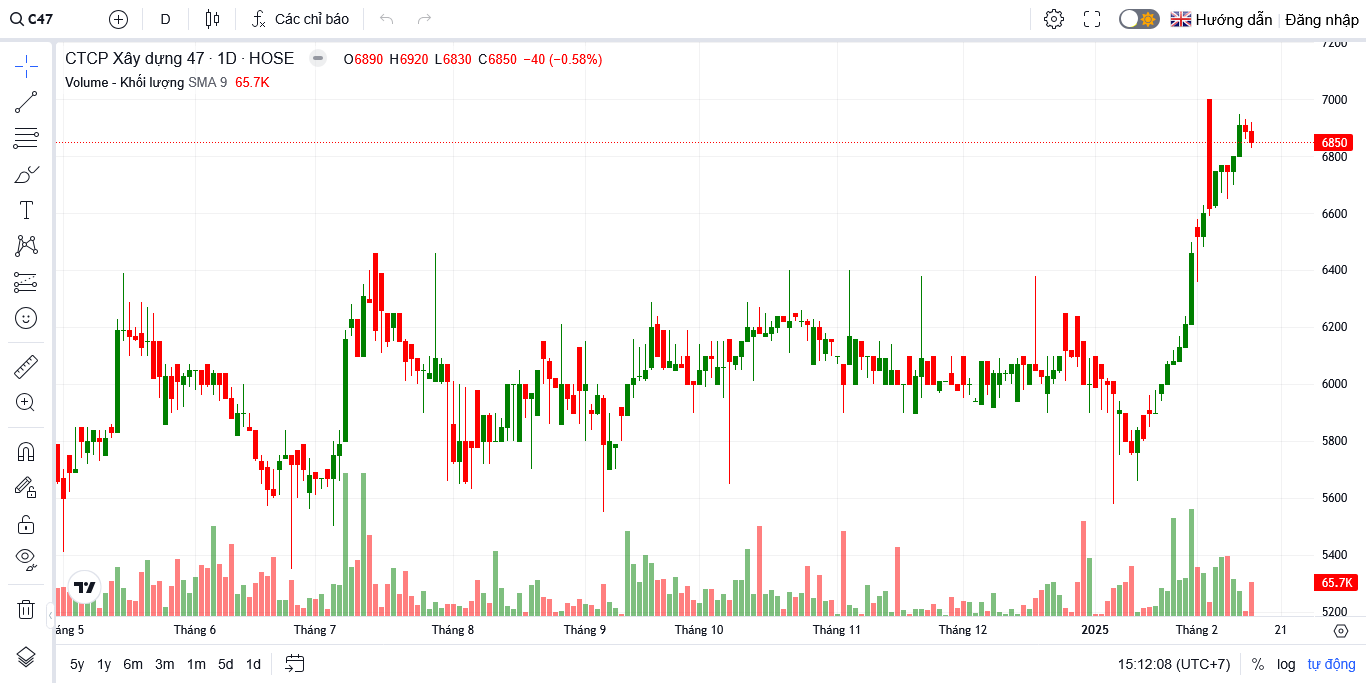 C47 D Các chỉ báo Hướng dẫn Đăng nhập
CTCP Xây dựng 47 · 1D · HOSE O6890 H6920 L6830 C6850 −40 (−0.58%)
Volume - Khối lượng SMA 9 65.7K
7200
7000
6850
6800
6600
6400
6200
6000
5800
5600
5400
65.7K
5200
áng 5 Tháng 6 Tháng 7 Tháng 8 Tháng 9 Tháng 10 Tháng 11 Tháng 12 2025 Tháng 2 21
5y 1y 6m 3m 1m 5d 1d 15:12:08 (UTC+7) % log tự động